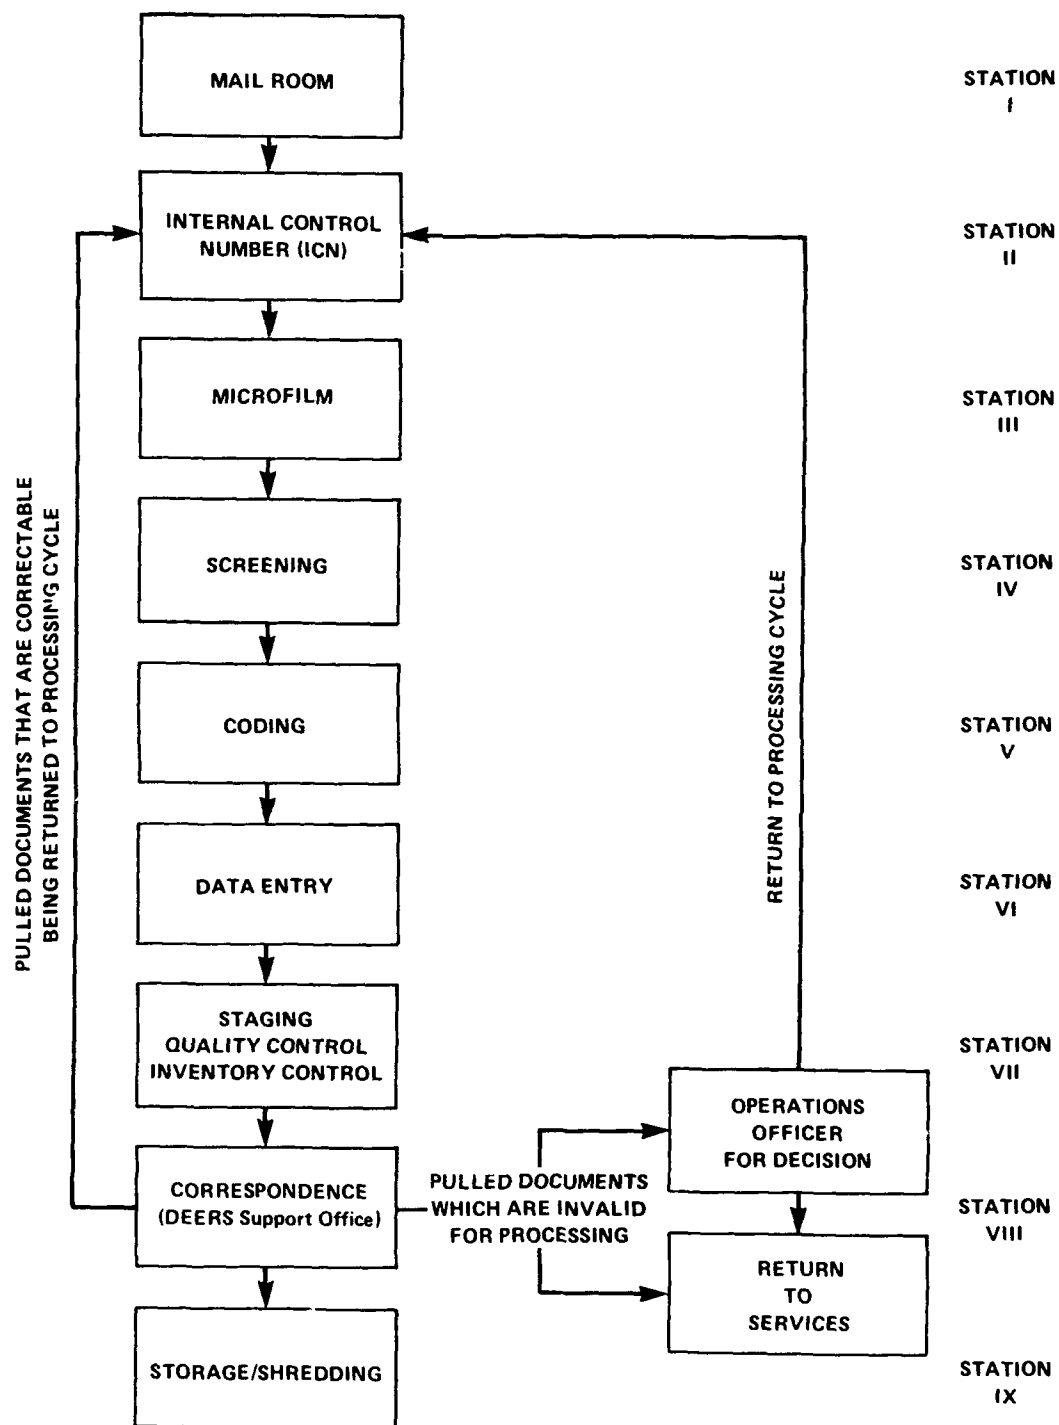 MAIL ROOM
STATION
I
INTERNAL CONTROL
NUMBER (ICN)
STATION
II
MICROFILM
STATION
III
PULLED DOCUMENTS THAT ARE CORRECTABLE
BEING RETURNED TO PROCESSING CYCLE
SCREENING
RETURN TO PROCESSING CYCLE
STATION
IV
CODING
STATION
V
DATA ENTRY
STATION
VI
STAGING
QUALITY CONTROL
INVENTORY CONTROL
STATION
VII
OPERATIONS
OFFICER
FOR DECISION
CORRESPONDENCE
(DEERS Support Office)
PULLED DOCUMENTS
WHICH ARE INVALID
FOR PROCESSING
STATION
VIII
RETURN
TO
SERVICES
STORAGE/SHREDDING
STATION
IX